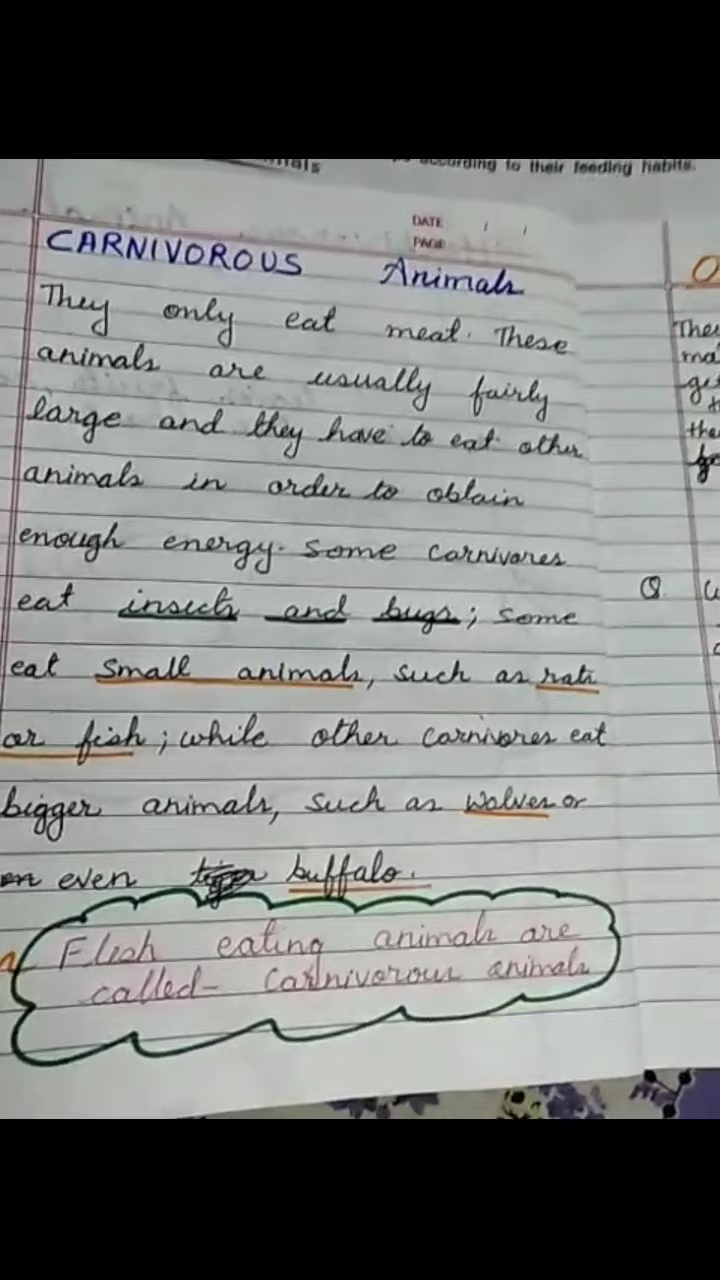 according to their feeding habits.
DATE / /
PAGE
CARNIVOROUS Animals
They only eat meat. These
animals are usually fairly
large and they have to eat other
animals in order to obtain
enough energy. Some carnivores
eat insects and bugs; some
eat small animals, such as rats
or fish; while other carnivores eat
bigger animals, such as wolves or
even buffalo.
Flesh eating animals are
called- Carnivorous animals
O
the
Q